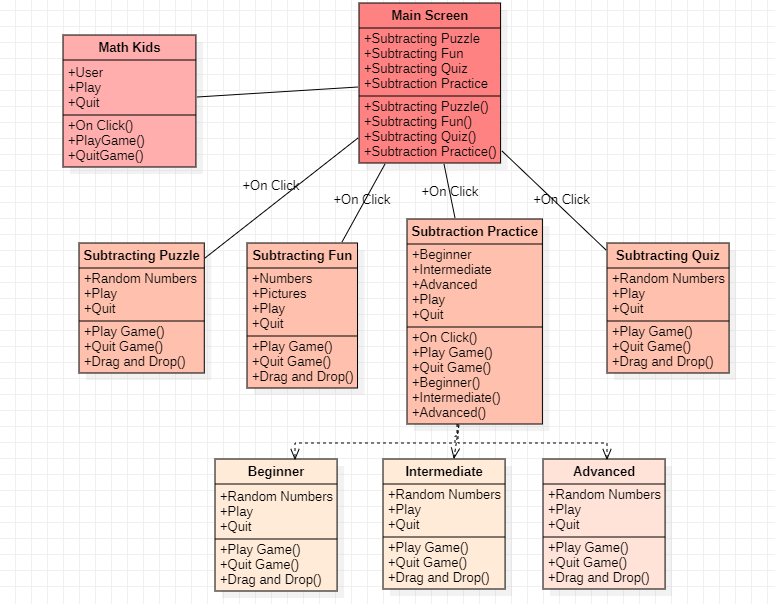 Main Screen
+Subtracting Puzzle
+Subtracting Fun
+Subtracting Quiz
+Subtraction Practice
+Subtracting Puzzle()
+Subtracting Fun()
+Subtracting Quiz()
+Subtraction Practice()
Math Kids
+User
+Play
+Quit
+On Click()
+PlayGame()
+QuitGame()
+On Click
+On Click
+On Click
+On Click
Subtracting Puzzle
+Random Numbers
+Play
+Quit
+Play Game()
+Quit Game()
+Drag and Drop()
Subtracting Fun
+Numbers
+Pictures
+Play
+Quit
+Play Game()
+Quit Game()
+Drag and Drop()
Subtraction Practice
+Beginner
+Intermediate
+Advanced
+Play
+Quit
+On Click()
+Play Game()
+Quit Game()
+Beginner()
+Intermediate()
+Advanced()
Subtracting Quiz
+Random Numbers
+Play
+Quit
+Play Game()
+Quit Game()
+Drag and Drop()
Beginner
+Random Numbers
+Play
+Quit
+Play Game()
+Quit Game()
+Drag and Drop()
Intermediate
+Random Numbers
+Play
+Quit
+Play Game()
+Quit Game()
+Drag and Drop()
Advanced
+Random Numbers
+Play
+Quit
+Play Game()
+Quit Game()
+Drag and Drop()